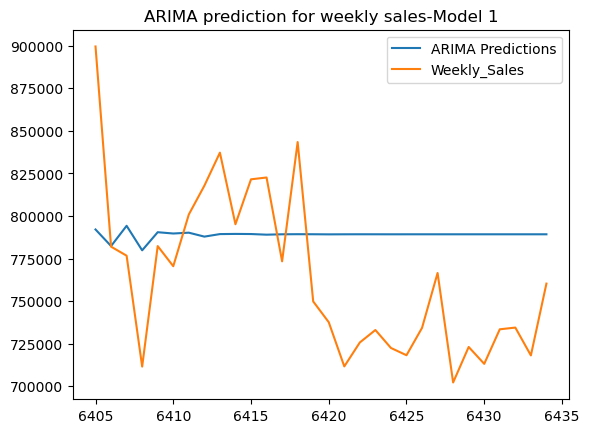 ARIMA prediction for weekly sales-Model 1
ARIMA Predictions
Weekly_Sales
900000
875000
850000
825000
800000
775000
750000
725000
700000
6405 6410 6415 6420 6425 6430 6435